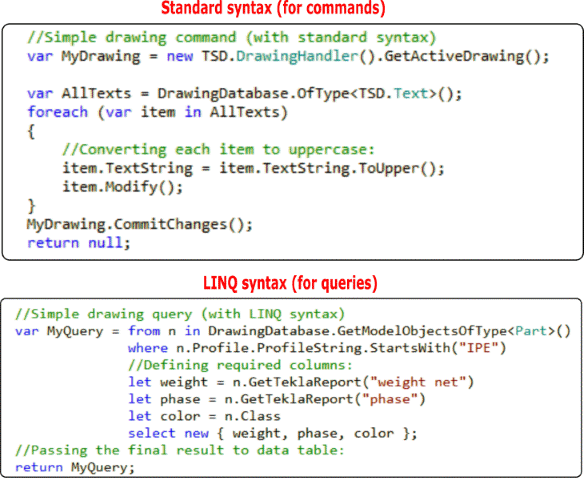 Standard syntax (for commands)
//Simple drawing command (with standard syntax)
var MyDrawing = new TSD.DrawingHandler().GetActiveDrawing();
var AllTexts = DrawingDatabase.OfType<TSD.Text>();
foreach (var item in AllTexts)
{
//Converting each item to uppercase:
item.TextString = item.TextString.ToUpper();
item.Modify();
}
MyDrawing.CommitChanges();
return null;
LINQ syntax (for queries)
//Simple drawing query (with LINQ syntax)
var MyQuery = from n in DrawingDatabase.GetModelObjectsOfType<Part>()
where n.Profile.ProfileString.StartsWith("IPE")
//Defining required columns:
let weight = n.GetTeklaReport("weight net")
let phase = n.GetTeklaReport("phase")
let color = n.Class
select new { weight, phase, color };
//Passing the final result to data table:
return MyQuery;